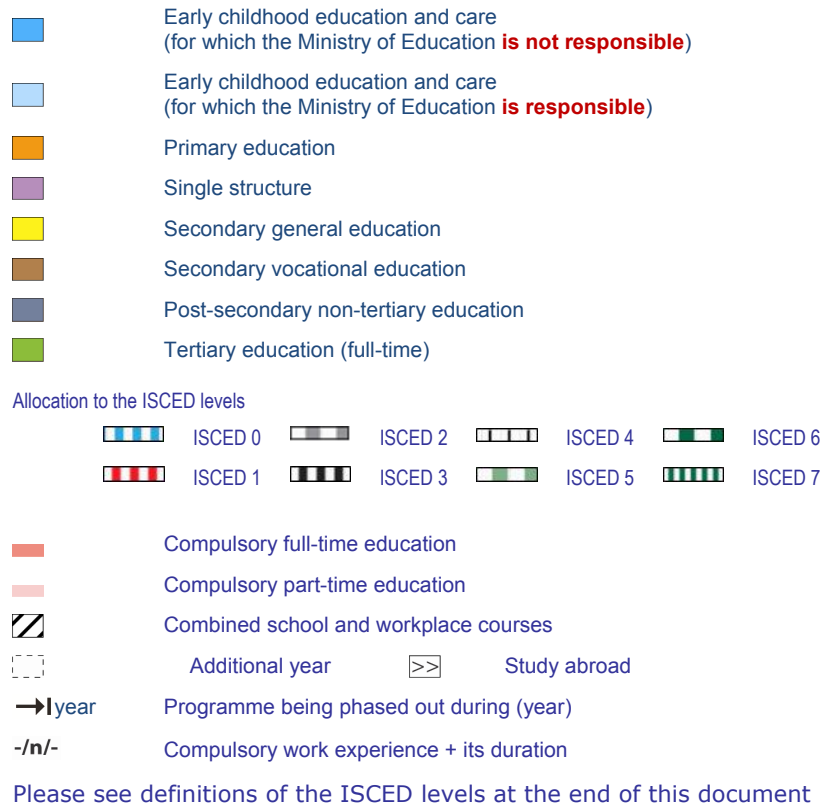 Early childhood education and care
(for which the Ministry of Education is not responsible)
Early childhood education and care
(for which the Ministry of Education is responsible)
Primary education
Single structure
Secondary general education
Secondary vocational education
Post-secondary non-tertiary education
Tertiary education (full-time)
Allocation to the ISCED levels
ISCED 0 ISCED 2 ISCED 4 ISCED 6
ISCED 1 ISCED 3 ISCED 5 ISCED 7
Compulsory full-time education
Compulsory part-time education
Combined school and workplace courses
Additional year >> Study abroad
year Programme being phased out during (year)
-/n/- Compulsory work experience + its duration
Please see definitions of the ISCED levels at the end of this document